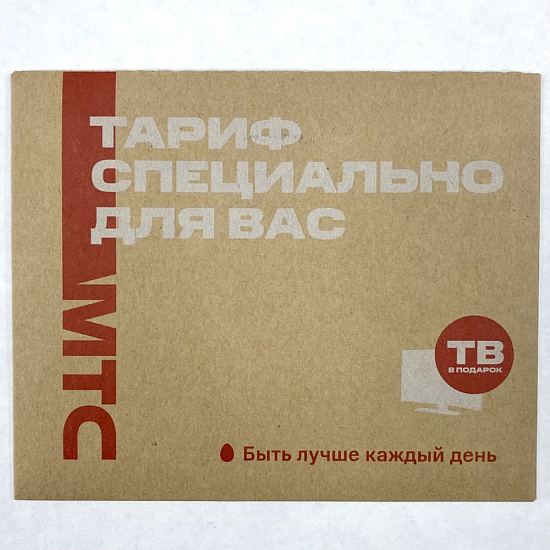 ТАРИФ
СПЕЦИАЛЬНО
ДЛЯ ВАС
МТС
ТВ
В ПОДАРОК
Быть лучше каждый день